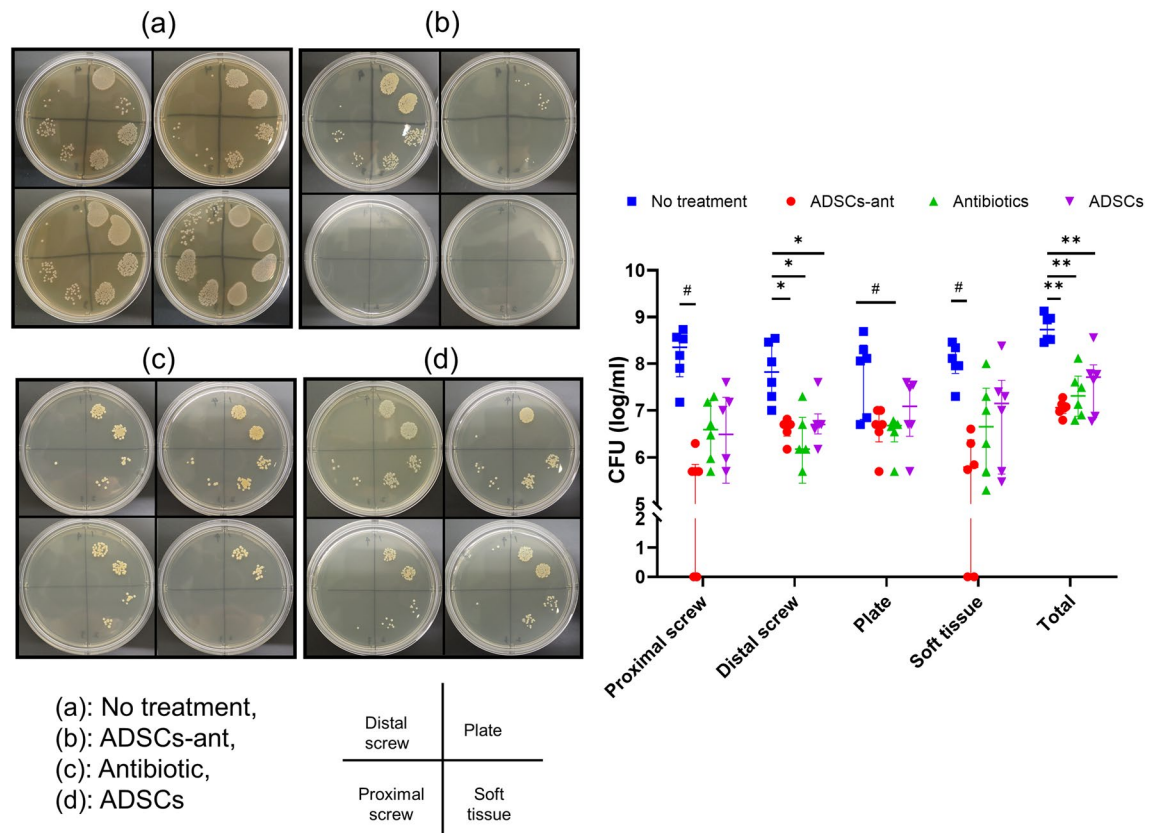 (a)
(b)
(c)
(d)
(a): No treatment,
(b): ADSCs-ant,
(c): Antibiotic,
(d): ADSCs
Distal
screw
Plate
Proximal
screw
Soft
tissue
No treatment
ADSCs-ant
Antibiotics
ADSCs
#
*
*
*
#
#
**
**
**
CFU (log/ml)
10
9
8
7
6
5
2
1
0
Proximal screw
Distal screw
Plate
Soft tissue
Total